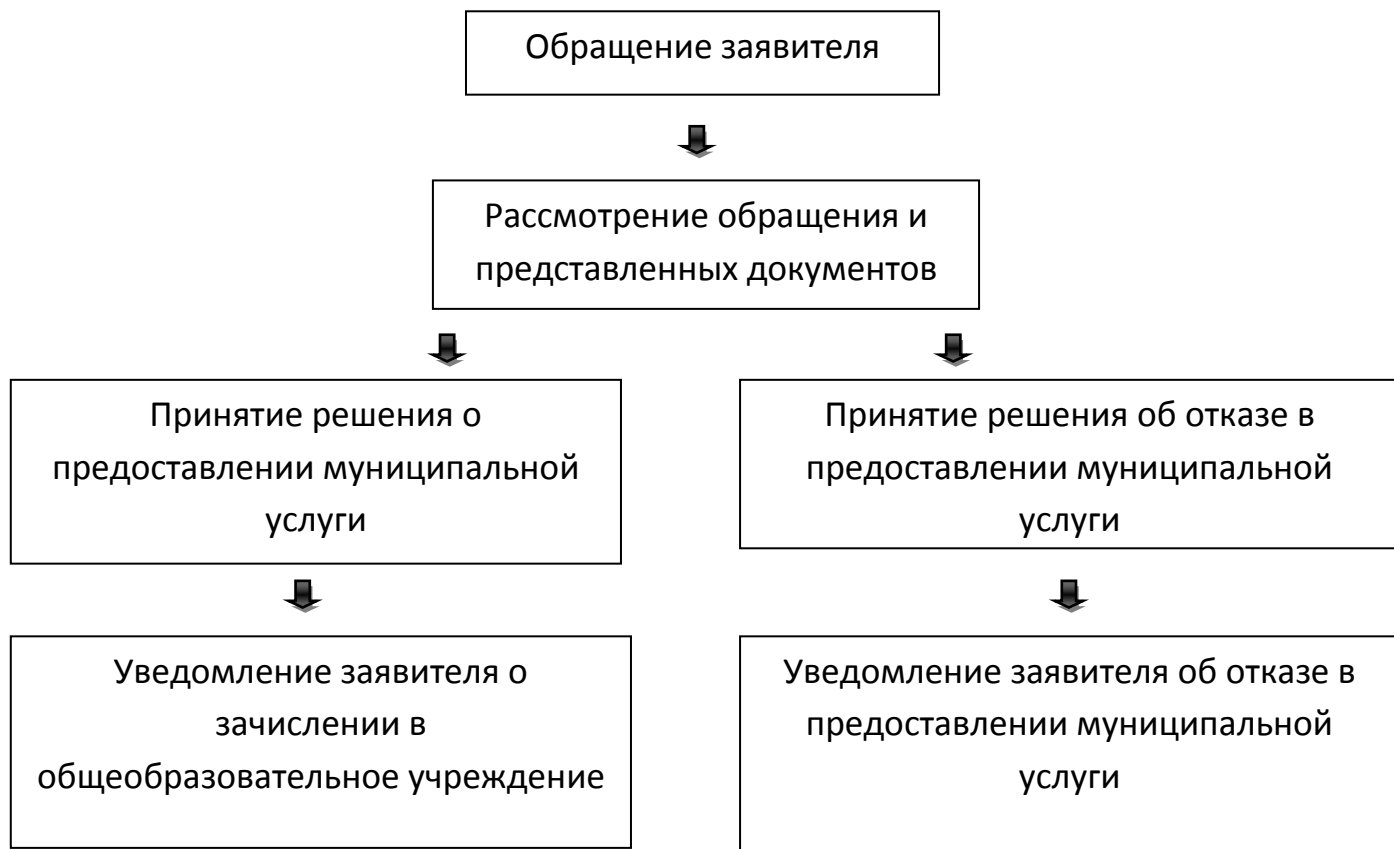 Обращение заявителя
Рассмотрение обращения и
представленных документов
Принятие решения о
предоставлении муниципальной
услуги
Принятие решения об отказе в
предоставлении муниципальной
услуги
Уведомление заявителя о
зачислении в
общеобразовательное учреждение
Уведомление заявителя об отказе в
предоставлении муниципальной
услуги